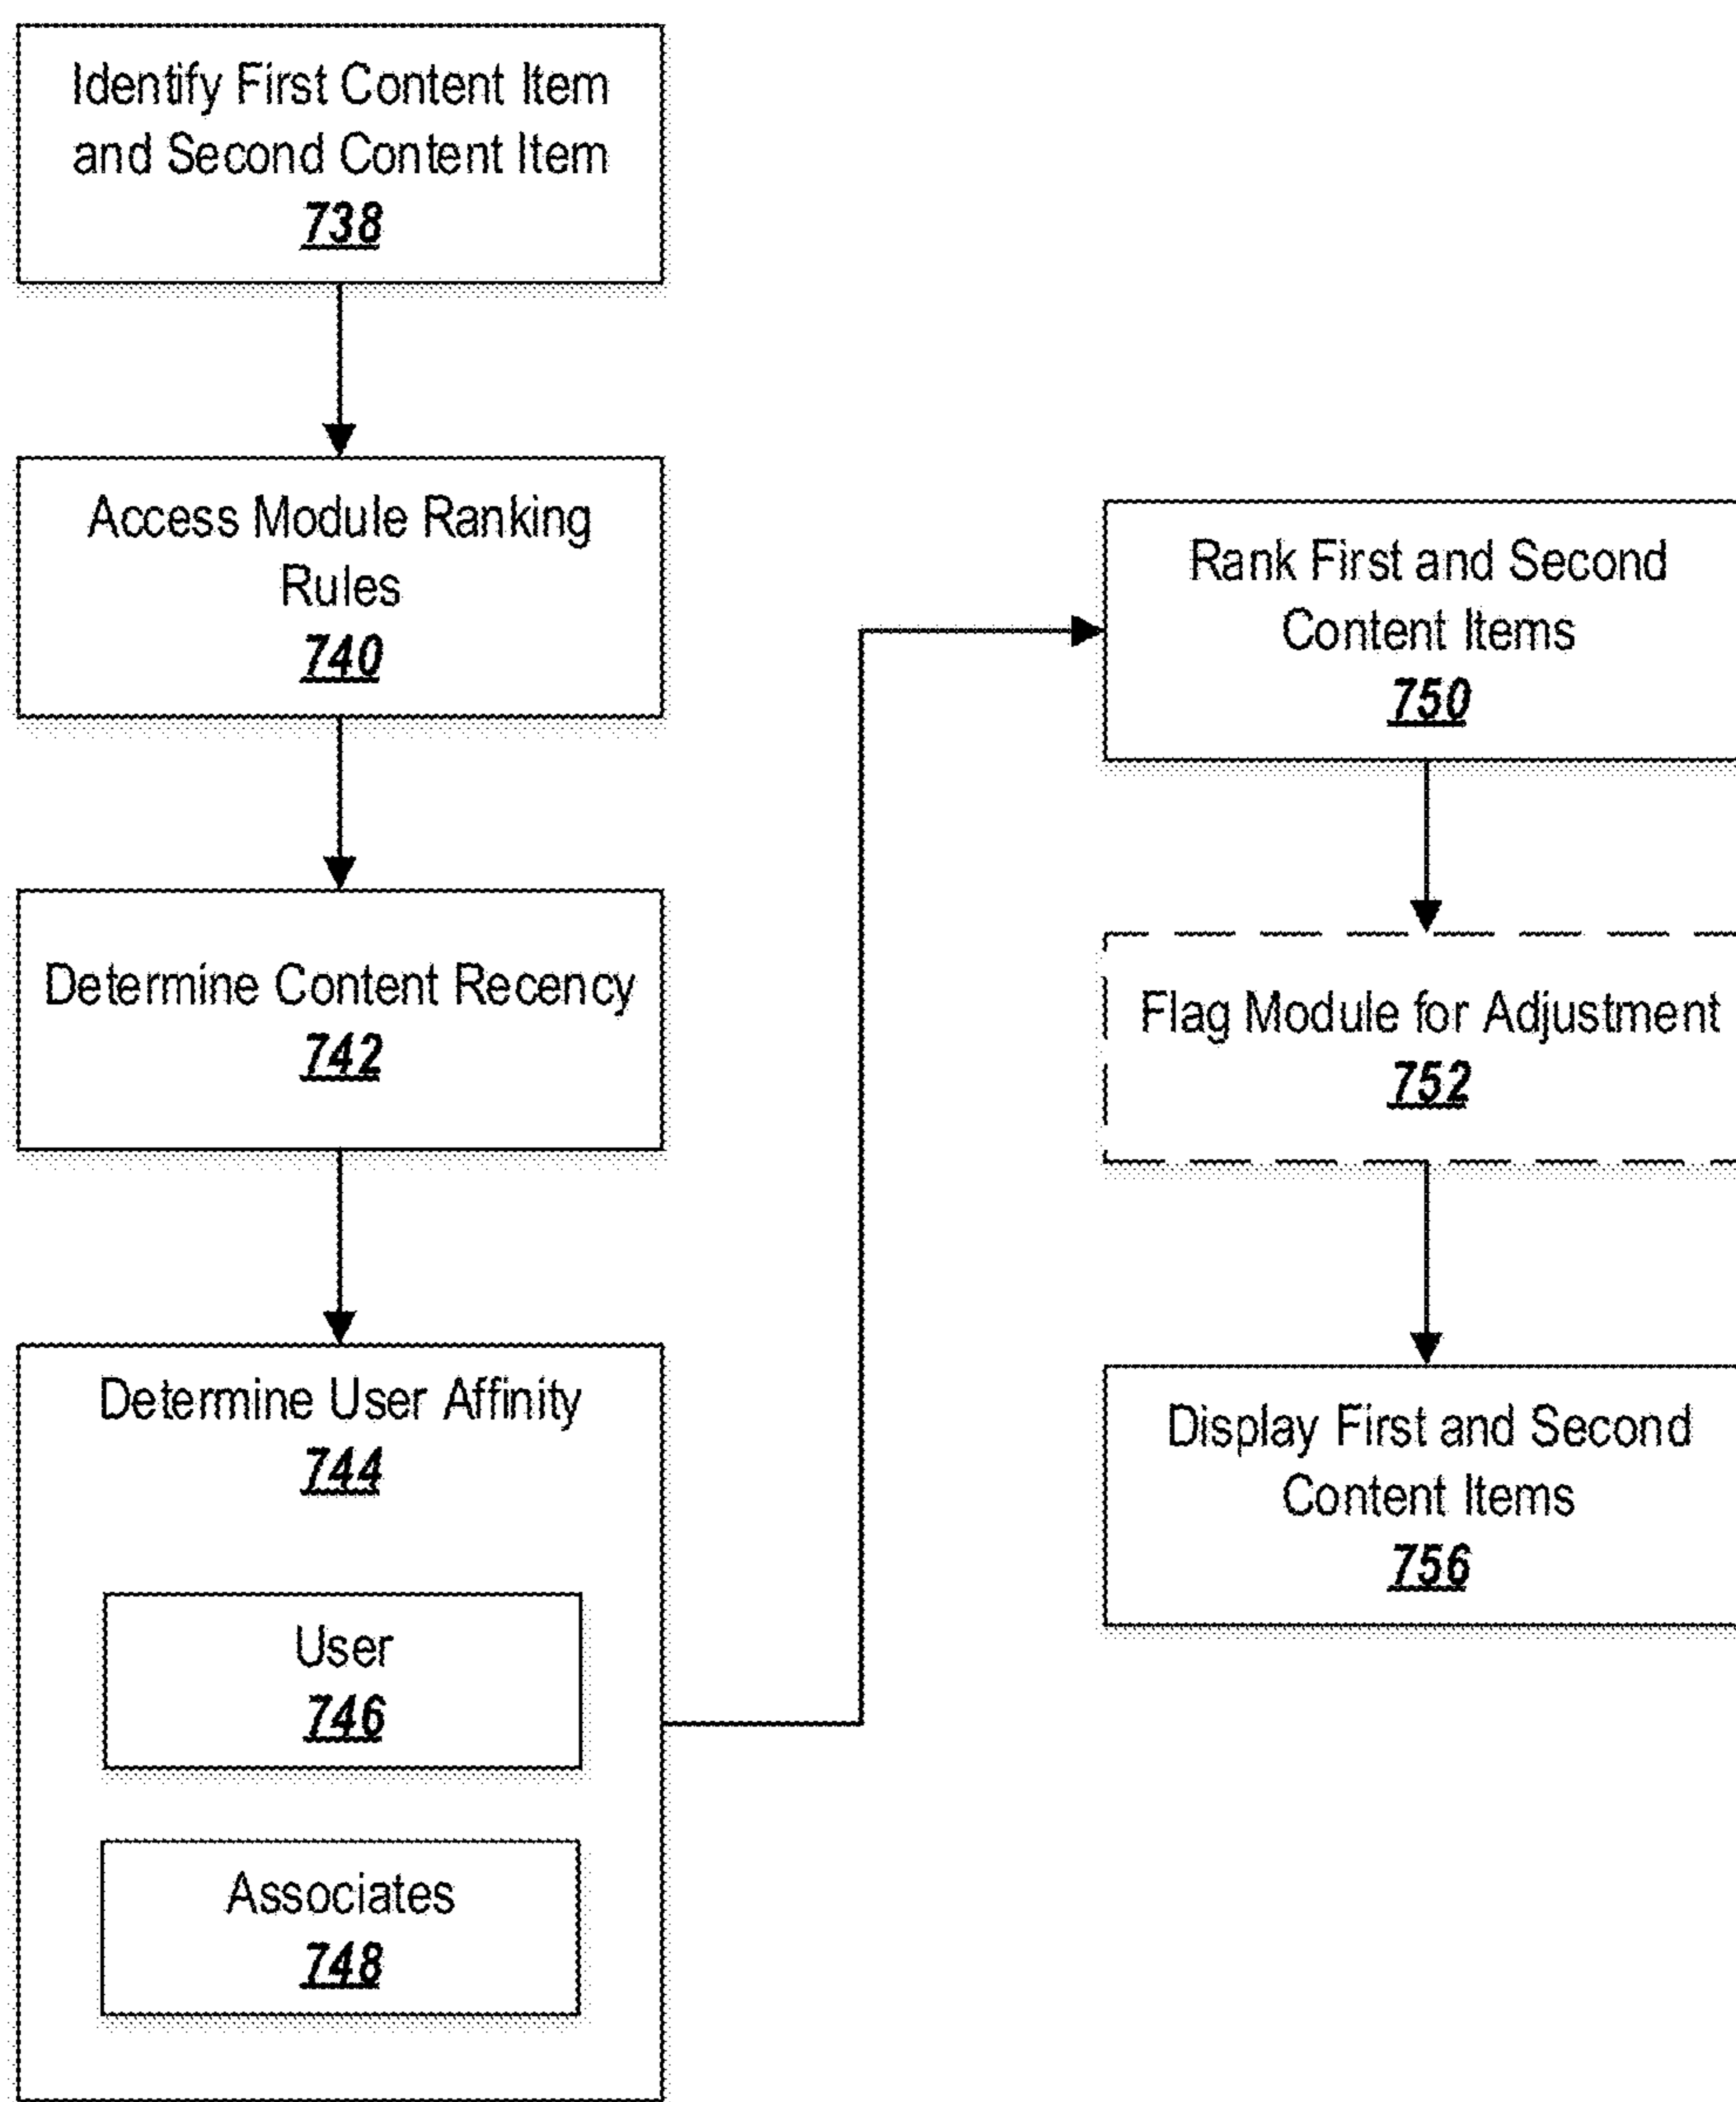 Identify First Content Item
and Second Content Item
738
Access Module Ranking
Rules
740
Determine Content Recency
742
Determine User Affinity
744
User
746
Associates
748
Rank First and Second
Content Items
750
Flag Module for Adjustment
752
Display First and Second
Content Items
756